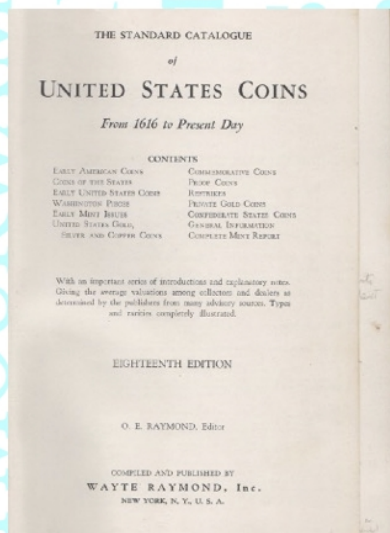 THE STANDARD CATALOGUE
of
UNITED STATES COINS
From 1616 to Present Day
CONTENTS
EARLY AMERICAN COINS
COINS OF THE STATES
EARLY UNITED STATES COINS
WASHINGTON PIECES
EARLY MINT ISSUES
UNITED STATES GOLD,
SILVER AND COPPER COINS
COMMEMORATIVE COINS
PROOF COINS
RESTRIKES
PRIVATE GOLD COINS
CONFEDERATE STATES COINS
GENERAL INFORMATION
COMPLETE MINT REPORT
With an important series of introductions and explanatory notes.
Giving the average valuations among collectors and dealers as
determined by the publishers from many advisory sources. Types
and rarities completely illustrated.
EIGHTEENTH EDITION
O. E. RAYMOND, Editor
COMPILED AND PUBLISHED BY
WAYTE RAYMOND, Inc.
NEW YORK, N. Y., U. S. A.